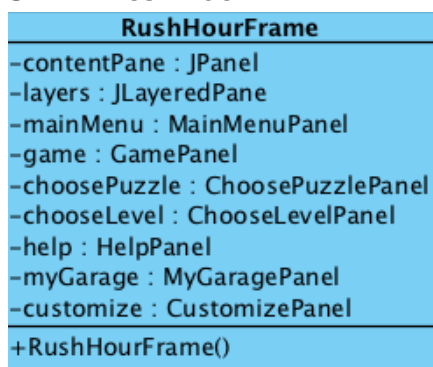 RushHourFrame
-contentPane : JPanel
-layers : JLayeredPane
-mainMenu : MainMenuPanel
-game : GamePanel
-choosePuzzle : ChoosePuzzlePanel
-chooseLevel : ChooseLevelPanel
-help : HelpPanel
-myGarage : MyGaragePanel
-customize : CustomizePanel
+RushHourFrame()